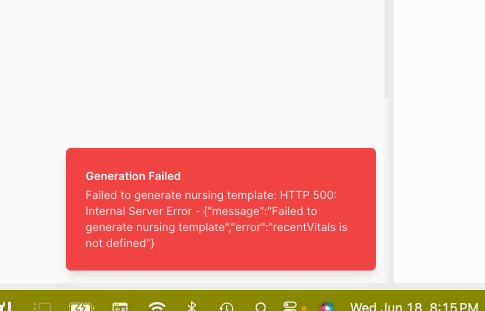 Generation Failed
Failed to generate nursing template: HTTP 500:
Internal Server Error - {"message":"Failed to
generate nursing template","error":"recentVitals is
not defined"}
Wed Jun 18 8:15 PM